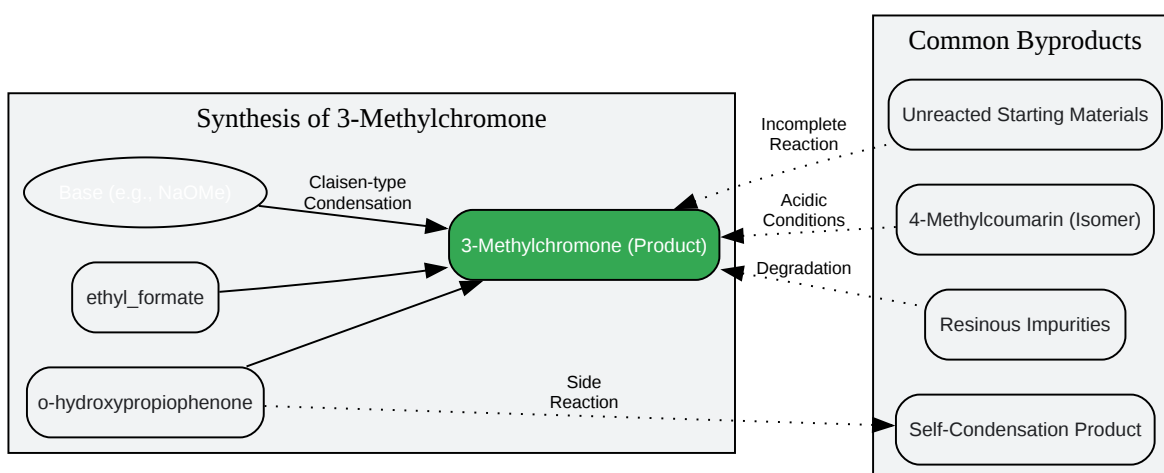 Common Byproducts
Synthesis of 3-Methylchromone
Unreacted Starting Materials
Incomplete
Reaction
Base (e.g., NaOMe)
Claisen-type
Condensation
Acidic
Conditions
4-Methylcoumarin (Isomer)
3-Methylchromone (Product)
Degradation
ethyl_formate
Resinous Impurities
o-hydroxypropiophenone
Side
Reaction
Self-Condensation Product